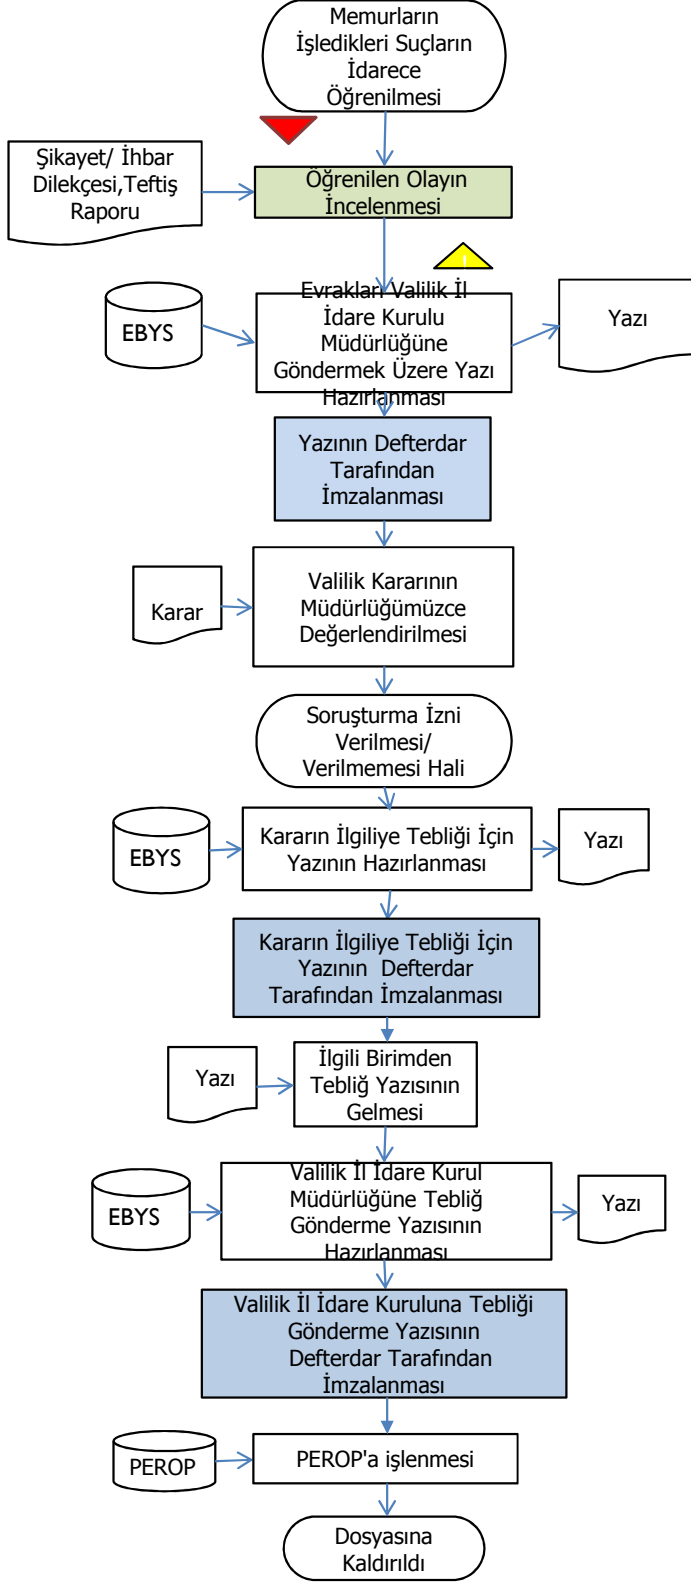 Memurların
İşledikleri Suçların
İdarece
Öğrenilmesi
Şikayet/ İhbar
Dilekçesi,Teftiş
Raporu
Öğrenilen Olayın
İncelenmesi
!
Evrakları Valilik İl
İdare Kurulu
Müdürlüğüne
Göndermek Üzere Yazı
Hazırlanması
EBYS
Yazı
Yazının Defterdar
Tarafından
İmzalanması
Karar
Valilik Kararının
Müdürlüğümüzce
Değerlendirilmesi
Soruşturma İzni
Verilmesi/
Verilmemesi Hali
EBYS
Kararın İlgiliye Tebliği İçin
Yazının Hazırlanması
Yazı
Kararın İlgiliye Tebliği İçin
Yazının  Defterdar
Tarafından İmzalanması
Yazı
İlgili Birimden
Tebliğ Yazısının
Gelmesi
EBYS
Valilik İl İdare Kurul
Müdürlüğüne Tebliğ
Gönderme Yazısının
Hazırlanması
Yazı
Valilik İl İdare Kuruluna Tebliği
Gönderme Yazısının
Defterdar Tarafından
İmzalanması
PEROP
PEROP'a işlenmesi
Dosyasına
Kaldırıldı